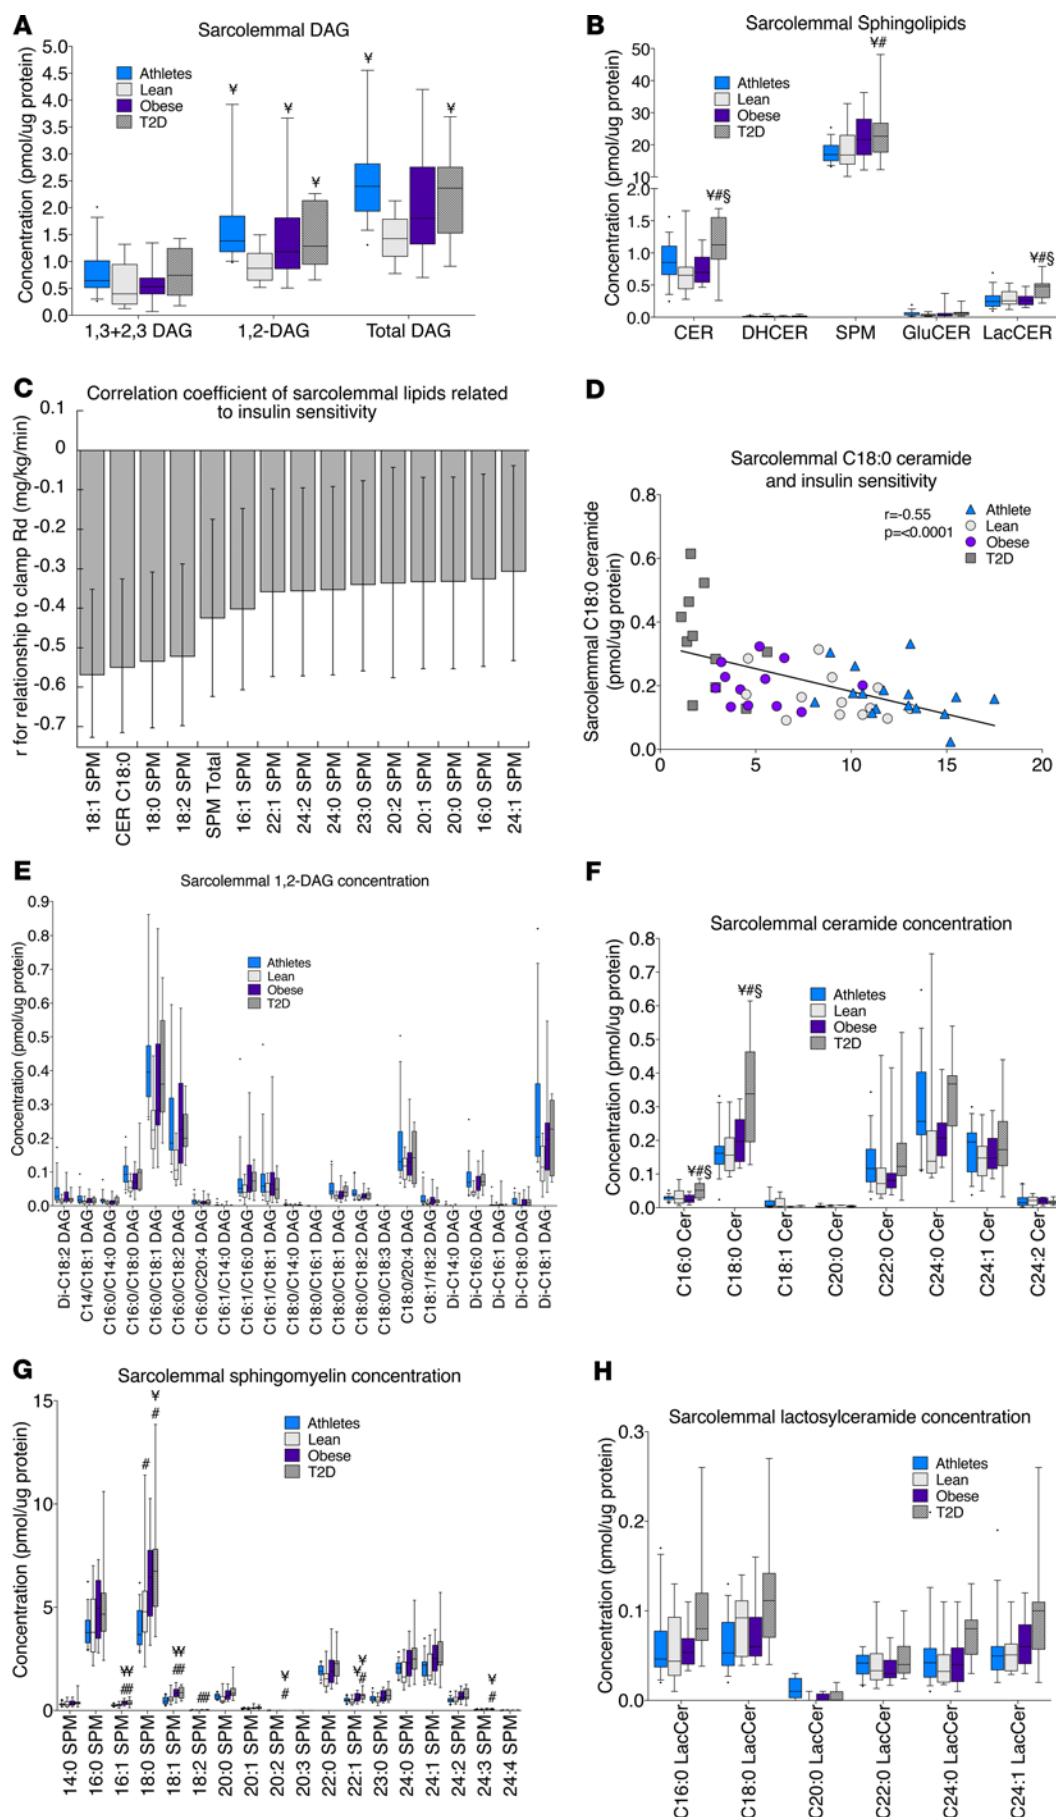 A
Sarcolemmal DAG
Concentration (pmol/ug protein)
5.0
4.5
4.0
3.5
3.0
2.5
2.0
1.5
1.0
0.5
0.0
Athletes
Lean
Obese
T2D
¥
¥
¥
¥
¥
1,3+2,3 DAG
1,2-DAG
Total DAG
B
Sarcolemmal Sphingolipids
Concentration (pmol/ug protein)
50
40
30
20
10
2.0
1.5
1.0
0.5
0.0
Athletes
Lean
Obese
T2D
¥#§
¥#
¥#§
CER
DHCER
SPM
GluCER
LacCER
C
Correlation coefficient of sarcolemmal lipids related
to insulin sensitivity
r for relationship to clamp Rd (mg/kg/min)
0.1
0
-0.1
-0.2
-0.3
-0.4
-0.5
-0.6
-0.7
18:1 SPM
CER C18:0
18:0 SPM
18:2 SPM
SPM Total
16:1 SPM
22:1 SPM
24:2 SPM
24:0 SPM
23:0 SPM
20:2 SPM
20:1 SPM
20:0 SPM
16:0 SPM
24:1 SPM
D
Sarcolemmal C18:0 ceramide
and insulin sensitivity
Sarcolemmal C18:0 ceramide
(pmol/ug protein)
0.8
0.6
0.4
0.2
0.0
r=-0.55
p=<0.0001
Athlete
Lean
Obese
T2D
0
5
10
15
20
E
Sarcolemmal 1,2-DAG concentration
Concentration (pmol/ug protein)
0.9
0.8
0.7
0.6
0.5
0.4
0.3
0.2
0.1
0.0
Athletes
Lean
Obese
T2D
Di-C18:2 DAG
C14/C18:1 DAG
C16:0/C14:0 DAG
C16:0/C18:0 DAG
C16:0/C18:1 DAG
C16:0/C18:2 DAG
C16:0/C20:4 DAG
C16:1/C14:0 DAG
C16:0/C16:1 DAG
C16:1/C18:1 DAG
C18:0/C14:0 DAG
C18:0/C16:1 DAG
C18:0/C18:1 DAG
C18:0/C18:2 DAG
C18:0/C18:3 DAG
C18:0/20:4 DAG
C18:1/18:2 DAG
Di-C14:0 DAG
Di-C16:0 DAG
Di-C16:1 DAG
Di-C18:0 DAG
Di-C18:1 DAG
F
Sarcolemmal ceramide concentration
Concentration (pmol/ug protein)
0.8
0.7
0.6
0.5
0.4
0.3
0.2
0.1
0.0
Athletes
Lean
Obese
T2D
¥#§
¥#§
C16:0 Cer
C18:0 Cer
C18:1 Cer
C20:0 Cer
C22:0 Cer
C24:0 Cer
C24:1 Cer
C24:2 Cer
G
Sarcolemmal sphingomyelin concentration
Concentration (pmol/ug protein)
15
10
5
0
Athletes
Lean
Obese
T2D
¥
#
#
¥¥
##
¥¥
##
##
¥
#
¥
¥#
¥
#
14:0 SPM
16:0 SPM
16:1 SPM
18:0 SPM
18:1 SPM
18:2 SPM
20:0 SPM
20:1 SPM
20:2 SPM
20:3 SPM
22:0 SPM
22:1 SPM
23:0 SPM
24:0 SPM
24:1 SPM
24:2 SPM
24:3 SPM
24:4 SPM
H
Sarcolemmal lactosylceramide concentration
Concentration (pmol/ug protein)
0.3
0.2
0.1
0.0
Athletes
Lean
Obese
T2D
C16:0 LacCer
C18:0 LacCer
C20:0 LacCer
C22:0 LacCer
C24:0 LacCer
C24:1 LacCer